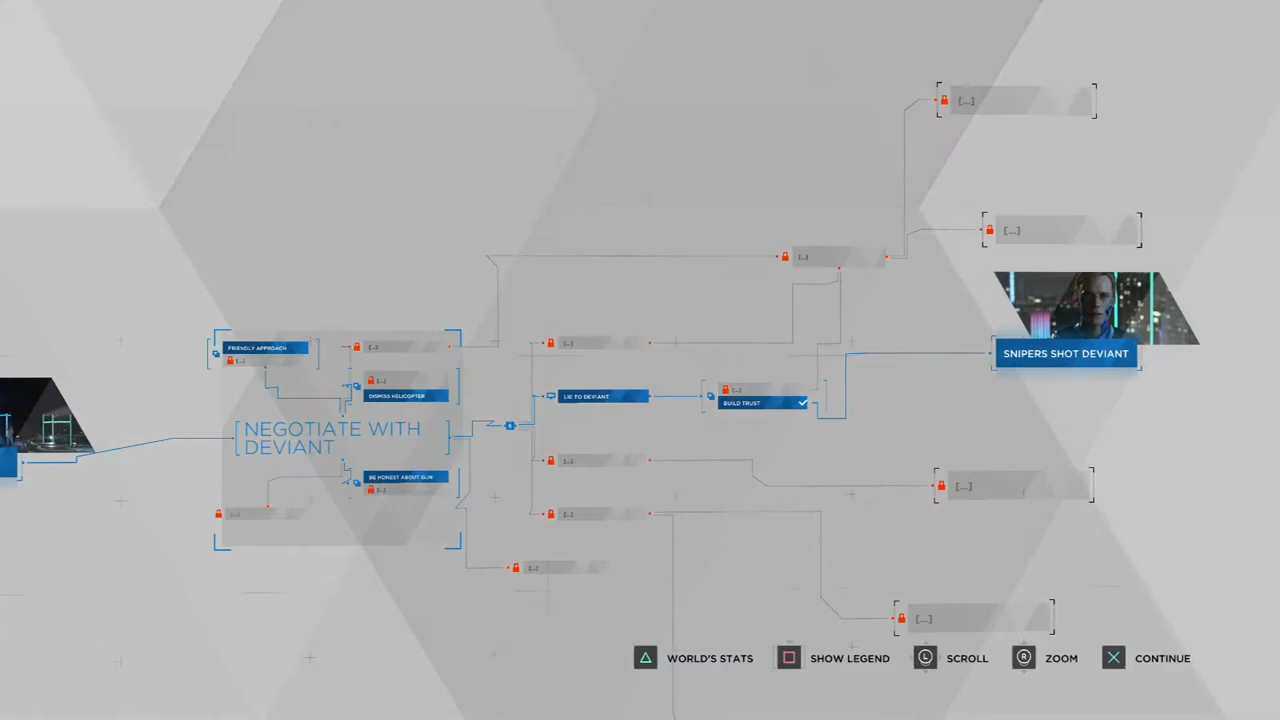 [...]
[...]
[...]
FRIENDLY APPROACH
[...]
[...]
[...]
DISMISS HELICOPTER
NEGOTIATE WITH
DEVIANT
BE HONEST ABOUT GUN
[...]
[...]
[...]
LIE TO DEVIANT
[...]
BUILD TRUST
SNIPERS SHOT DEVIANT
[...]
[...]
[...]
[...]
[...]
WORLD'S STATS
SHOW LEGEND
L SCROLL
R ZOOM
CONTINUE